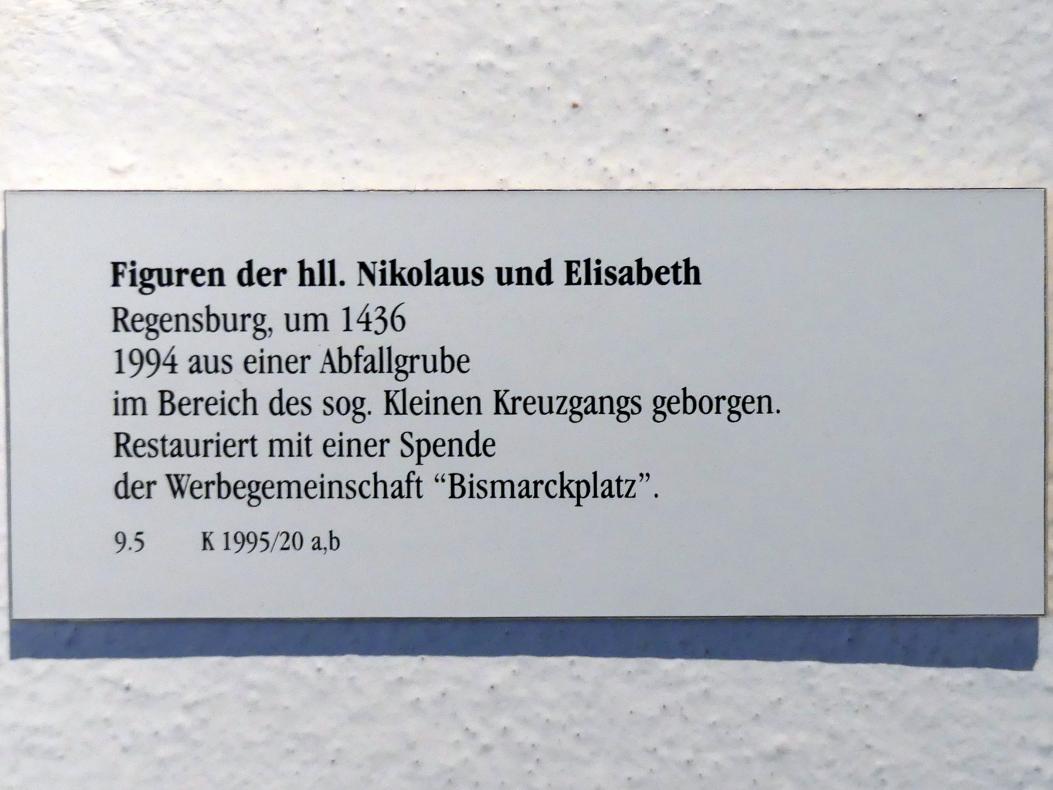 Figuren der hll. Nikolaus und Elisabeth
Regensburg, um 1436
1994 aus einer Abfallgrube
im Bereich des sog. Kleinen Kreuzgangs geborgen.
Restauriert mit einer Spende
der Werbegemeinschaft “Bismarckplatz”.
9.5 K 1995/20 a,b